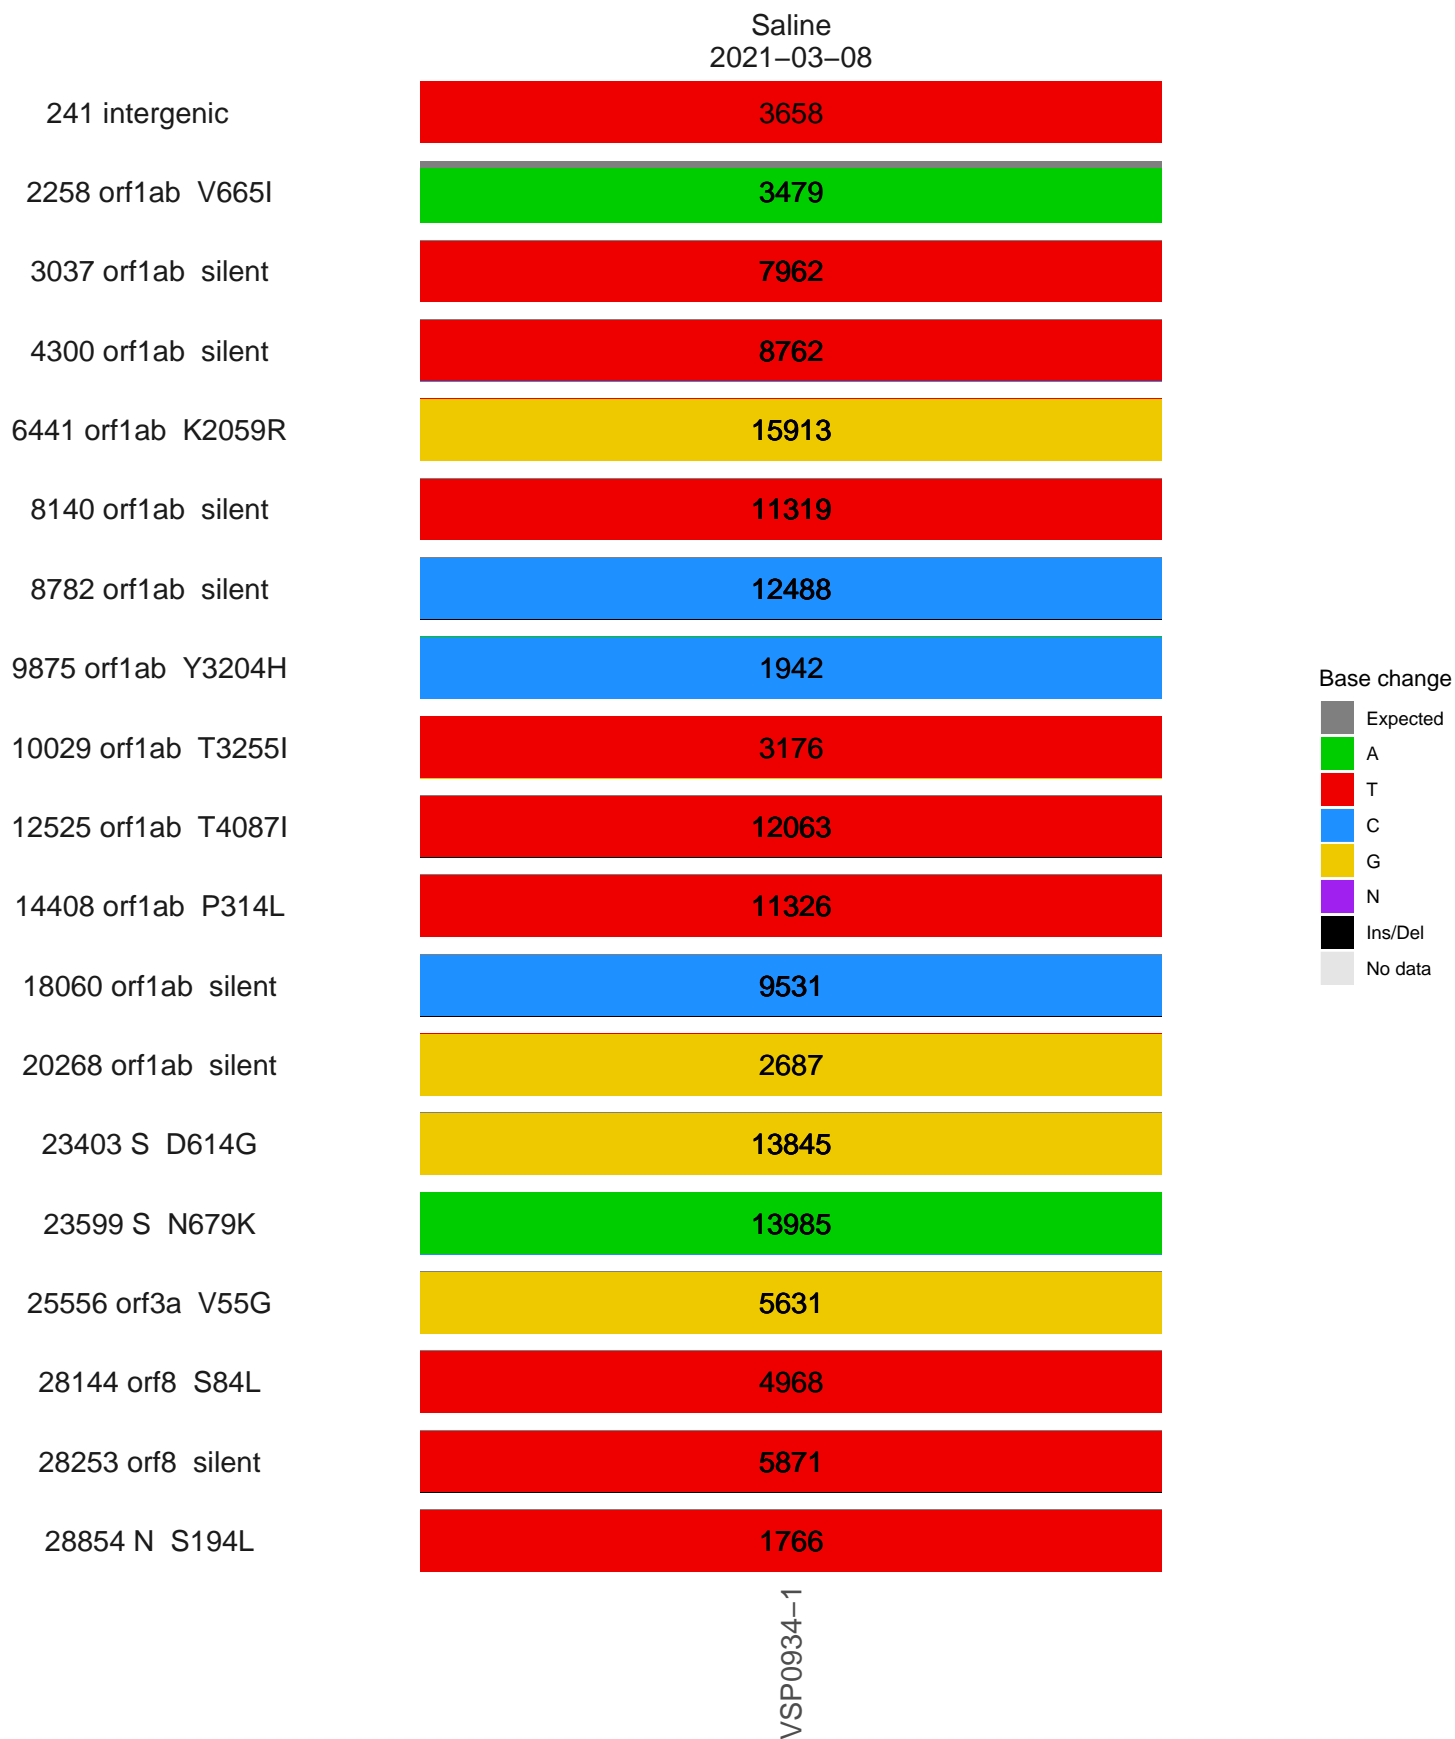 Saline
2021−03−08
241 intergenic 3658
2258 orf1ab V665I 3479
3037 orf1ab silent 7962
4300 orf1ab silent 8762
6441 orf1ab K2059R 15913
8140 orf1ab silent 11319
8782 orf1ab silent 12488
9875 orf1ab Y3204H 1942
10029 orf1ab T3255I 3176
12525 orf1ab T4087I 12063
14408 orf1ab P314L 11326
18060 orf1ab silent 9531
20268 orf1ab silent 2687
23403 S D614G 13845
23599 S N679K 13985
25556 orf3a V55G 5631
28144 orf8 S84L 4968
28253 orf8 silent 5871
28854 N S194L 1766
VSP0934−1
Base change
Expected
A
T
C
G
N
Ins/Del
No data